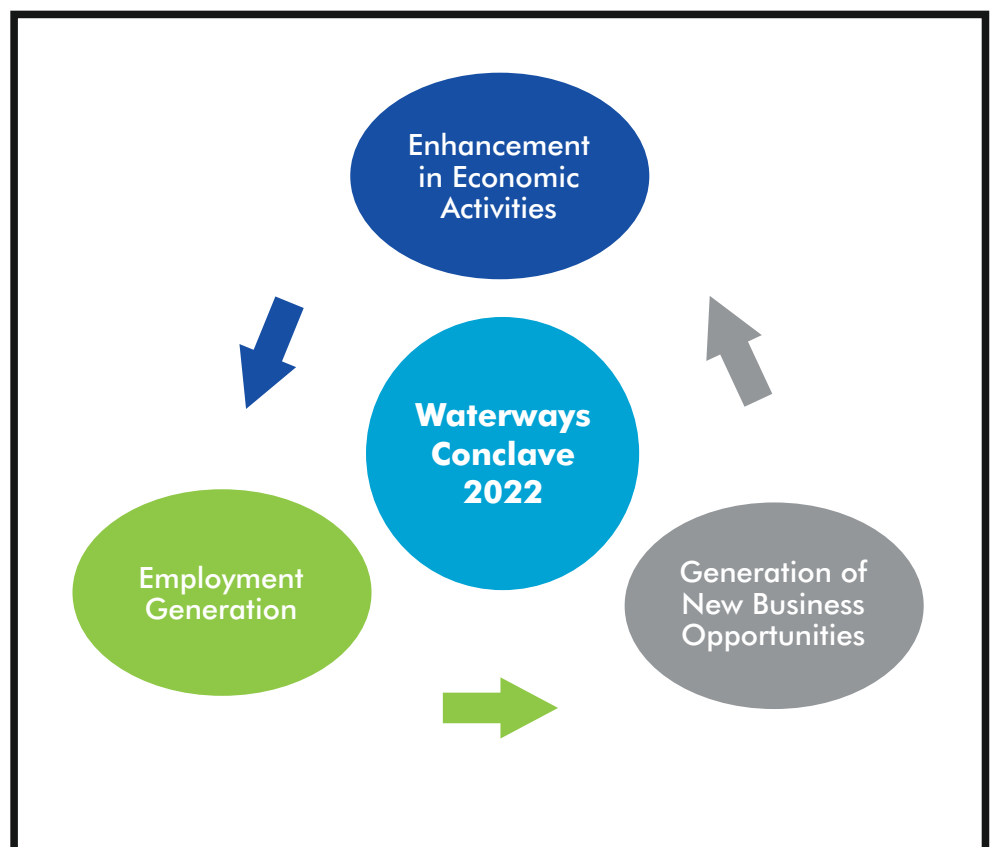 Enhancement
in Economic
Activities
Waterways
Conclave
2022
Employment
Generation
Generation of
New Business
Opportunities